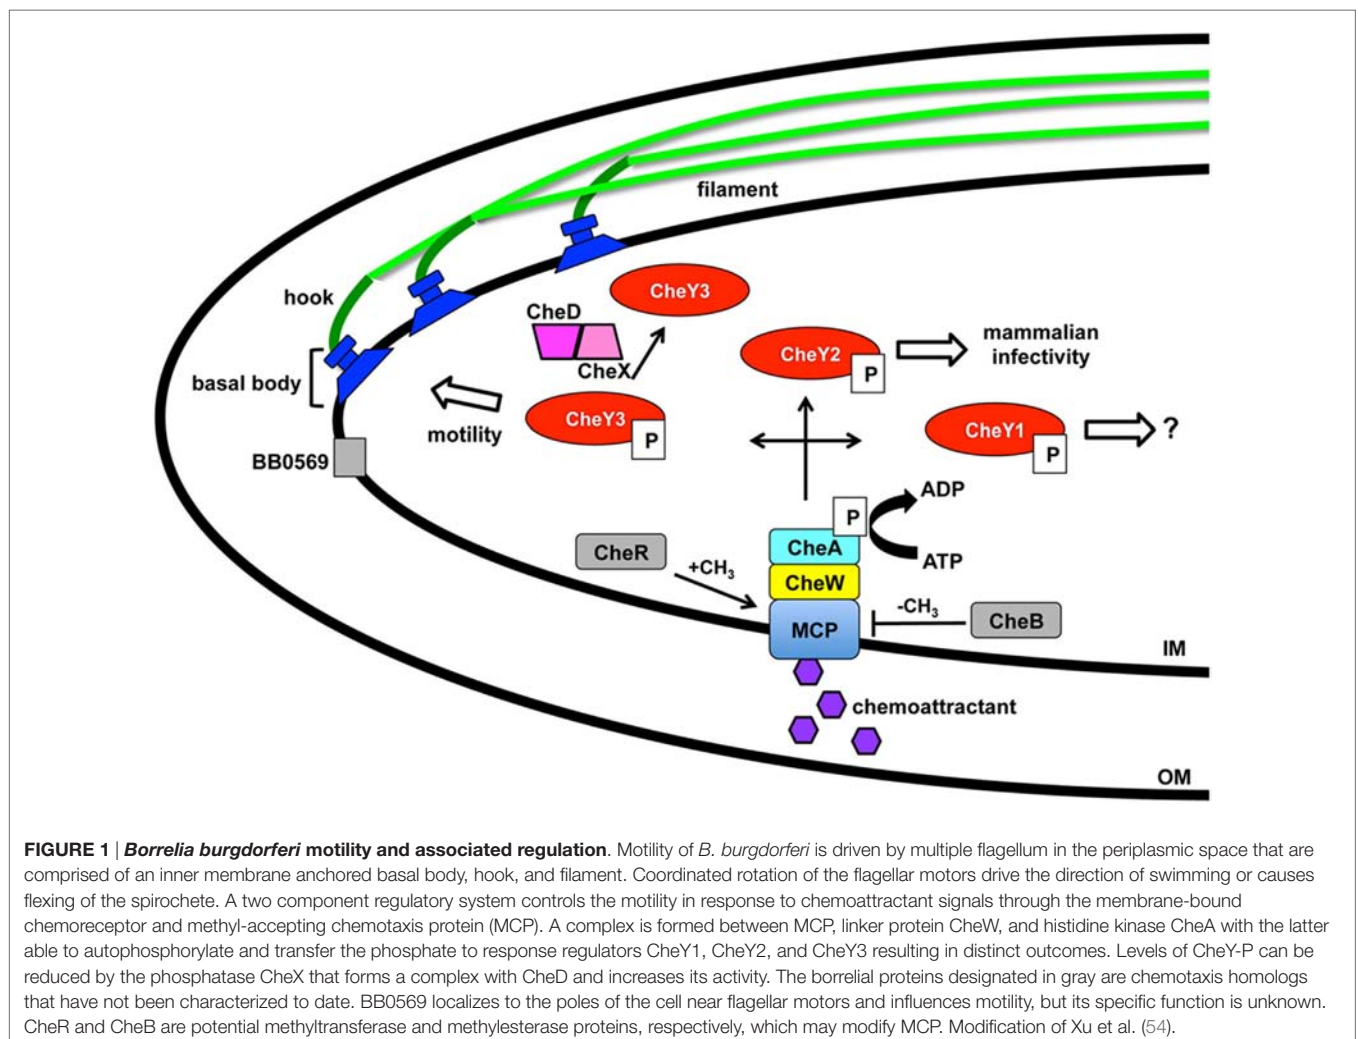 filament
hook
CheY3
CheD
CheX
CheY2
P
mammalian
infectivity
basal body
motility
CheY3
P
CheY1
P
?
BB0569
P
ADP
ATP
CheA
CheR
+CH3
CheW
-CH3
CheB
MCP
IM
chemoattractant
OM
FIGURE 1 | Borrelia burgdorferi motility and associated regulation. Motility of B. burgdorferi is driven by multiple flagellum in the periplasmic space that are
comprised of an inner membrane anchored basal body, hook, and filament. Coordinated rotation of the flagellar motors drive the direction of swimming or causes
flexing of the spirochete. A two component regulatory system controls the motility in response to chemoattractant signals through the membrane-bound
chemoreceptor and methyl-accepting chemotaxis protein (MCP). A complex is formed between MCP, linker protein CheW, and histidine kinase CheA with the latter
able to autophosphorylate and transfer the phosphate to response regulators CheY1, CheY2, and CheY3 resulting in distinct outcomes. Levels of CheY-P can be
reduced by the phosphatase CheX that forms a complex with CheD and increases its activity. The borrelial proteins designated in gray are chemotaxis homologs
that have not been characterized to date. BB0569 localizes to the poles of the cell near flagellar motors and influences motility, but its specific function is unknown.
CheR and CheB are potential methyltransferase and methylesterase proteins, respectively, which may modify MCP. Modification of Xu et al. (54).